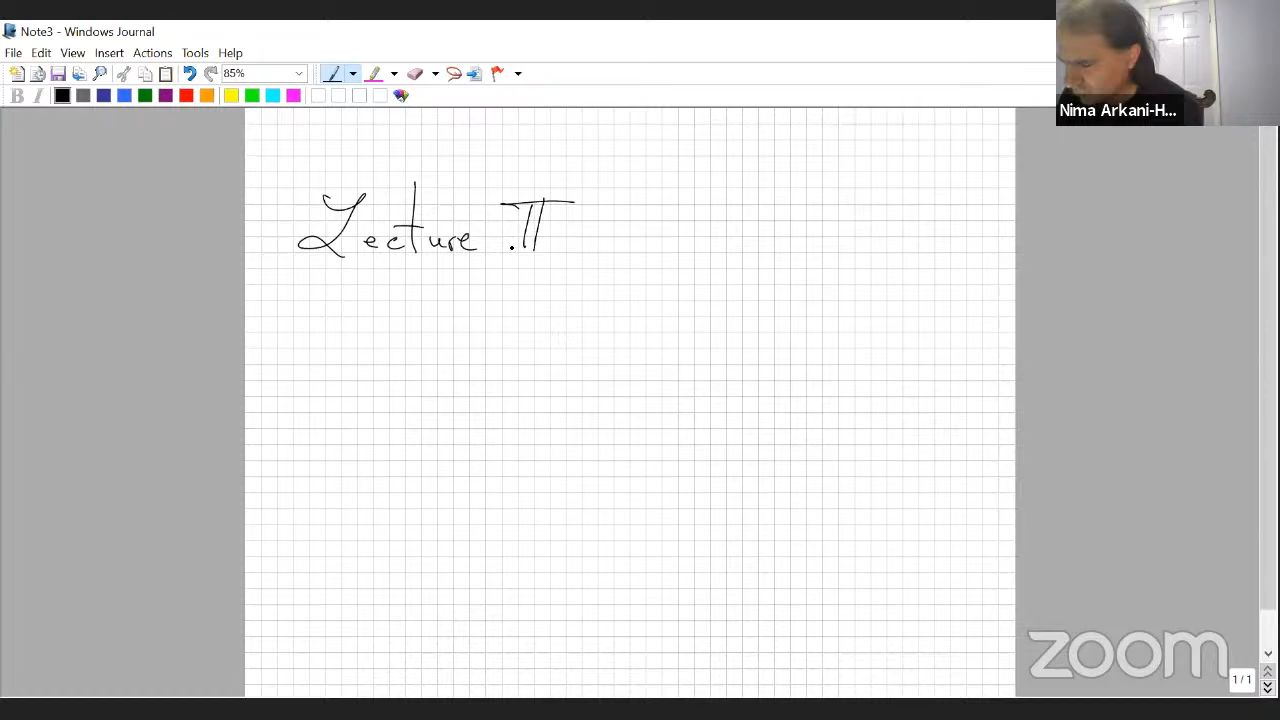 Note3 - Windows Journal
File Edit View Insert Actions Tools Help
85%
B I
Nima Arkani-H...
Lecture II
zoom
1 / 1